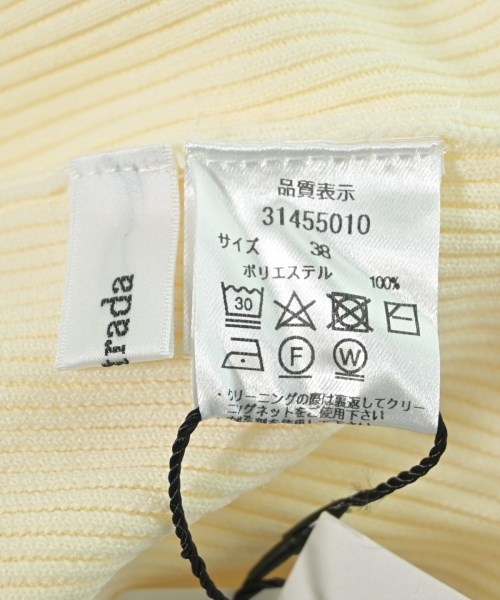 trada
品質表示
31455010
サイズ 38
ポリエステル 100%
30
F W
・クリーニングの際は裏返してクリー
ニングネットをご使用下さい